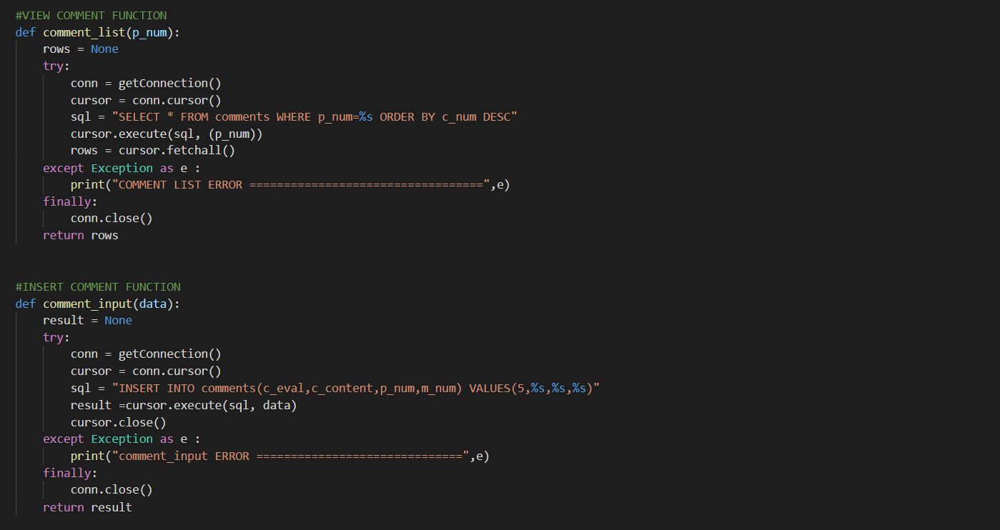 #VIEW COMMENT FUNCTION
def comment_list(p_num):
    rows = None
    try:
        conn = getConnection()
        cursor = conn.cursor()
        sql = "SELECT * FROM comments WHERE p_num=%s ORDER BY c_num DESC"
        cursor.execute(sql, (p_num))
        rows = cursor.fetchall()
    except Exception as e :
        print("COMMENT LIST ERROR ==================================",e)
    finally:
        conn.close()
    return rows

#INSERT COMMENT FUNCTION
def comment_input(data):
    result = None
    try:
        conn = getConnection()
        cursor = conn.cursor()
        sql = "INSERT INTO comments(c_eval,c_content,p_num,m_num) VALUES(5,%s,%s,%s)"
        result =cursor.execute(sql, data)
        cursor.close()
    except Exception as e :
        print("comment_input ERROR ==============================",e)
    finally:
        conn.close()
    return result